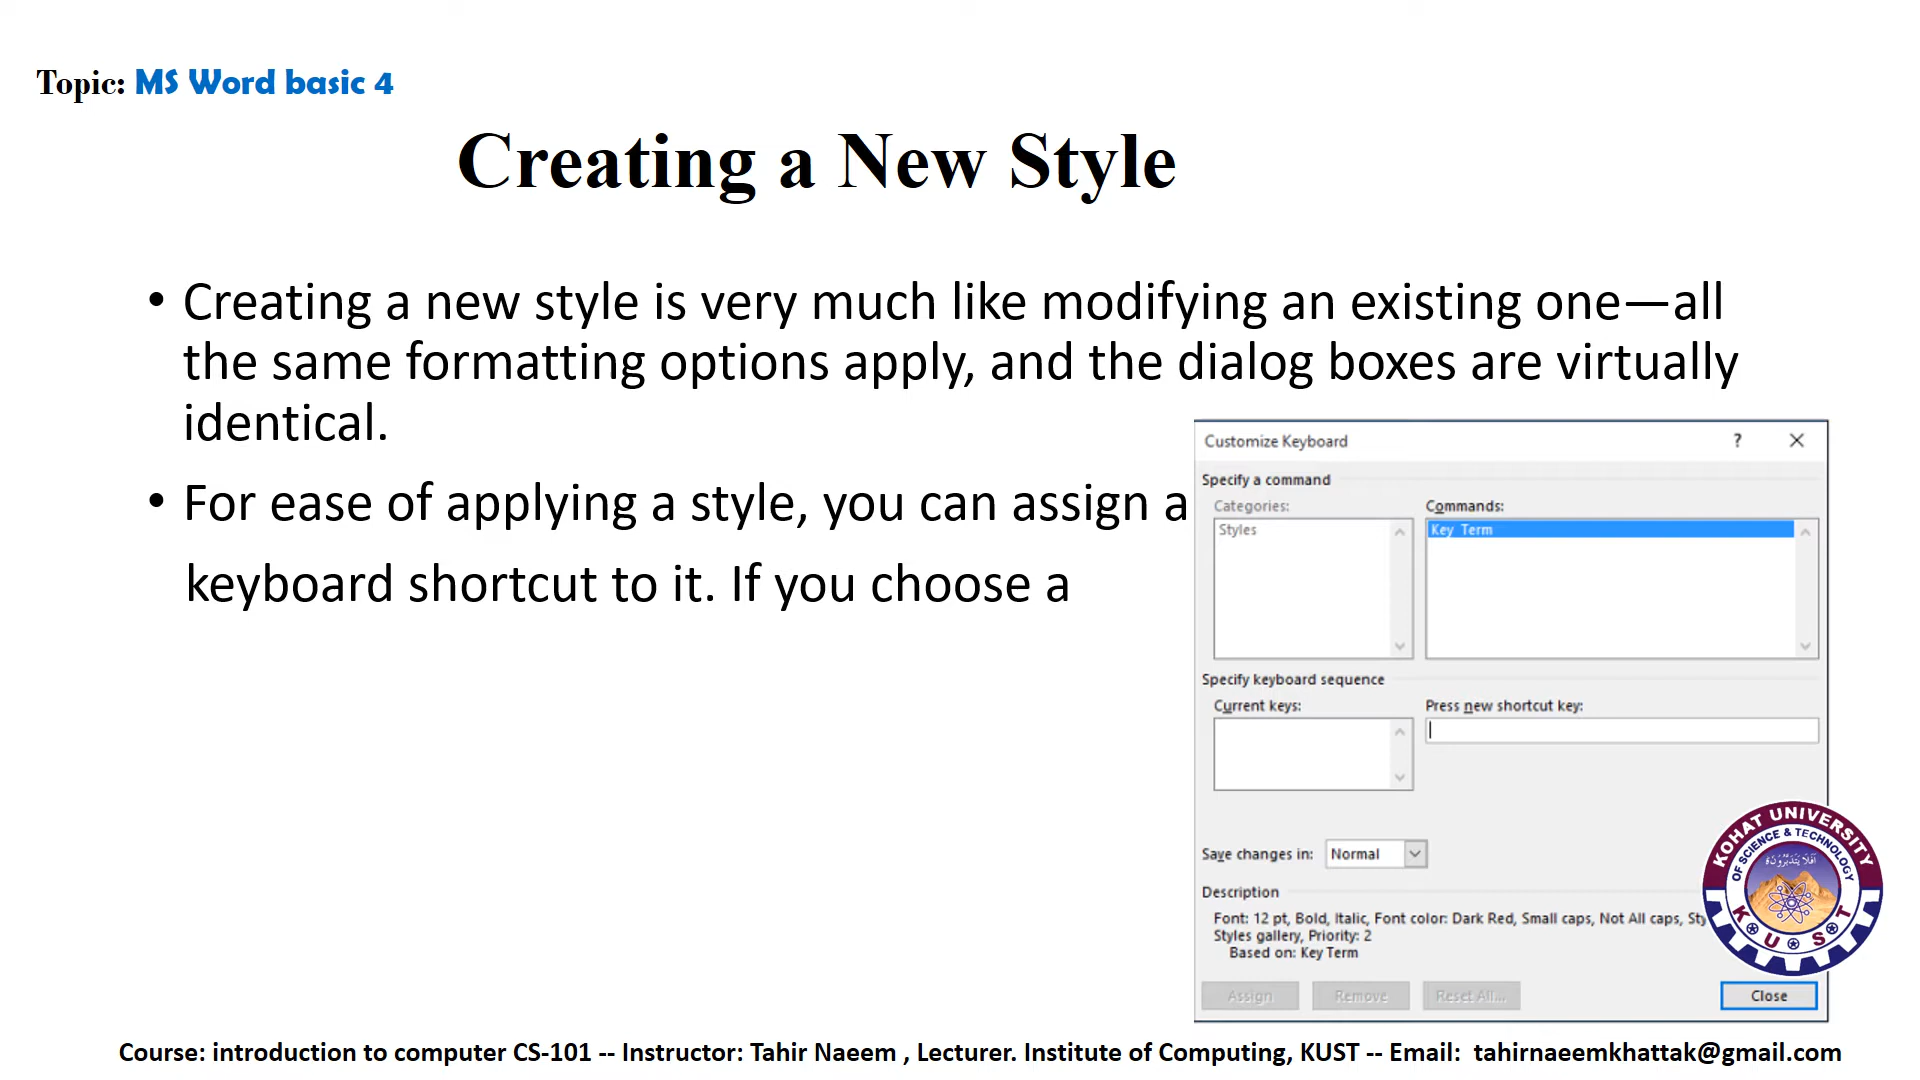 Topic: MS Word basic 4
Creating a New Style
• Creating a new style is very much like modifying an existing one—all
the same formatting options apply, and the dialog boxes are virtually
identical.
• For ease of applying a style, you can assign a
keyboard shortcut to it. If you choose a
Customize Keyboard ?
Specify a command
Categories: Commands:
Styles Key Term
Specify keyboard sequence
Current keys: Press new shortcut key:
Save changes in: Normal
Description
Font: 12 pt, Bold, Italic, Font color: Dark Red, Small caps, Not All caps, Sty
Styles gallery, Priority: 2
Based on: Key Term
Assign Remove Reset All... Close
KOHAT UNIVERSITY
OF SCIENCE & TECHNOLOGY
K U S T
Course: introduction to computer CS-101 -- Instructor: Tahir Naeem , Lecturer. Institute of Computing, KUST -- Email: tahirnaeemkhattak@gmail.com